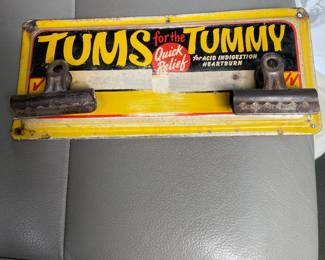 TUMS for the TUMMY
Quick Relief
for ACID INDIGESTION
HEARTBURN